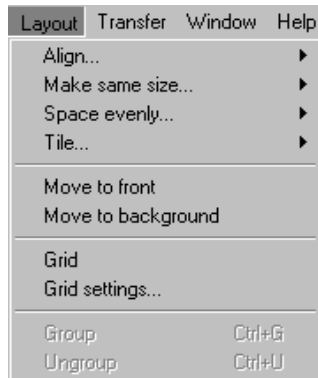 Layout Transfer Window Help
Align...
Make same size...
Space evenly...
Tile...
Move to front
Move to background
Grid
Grid settings...
Group Ctrl+G
Ungroup Ctrl+U